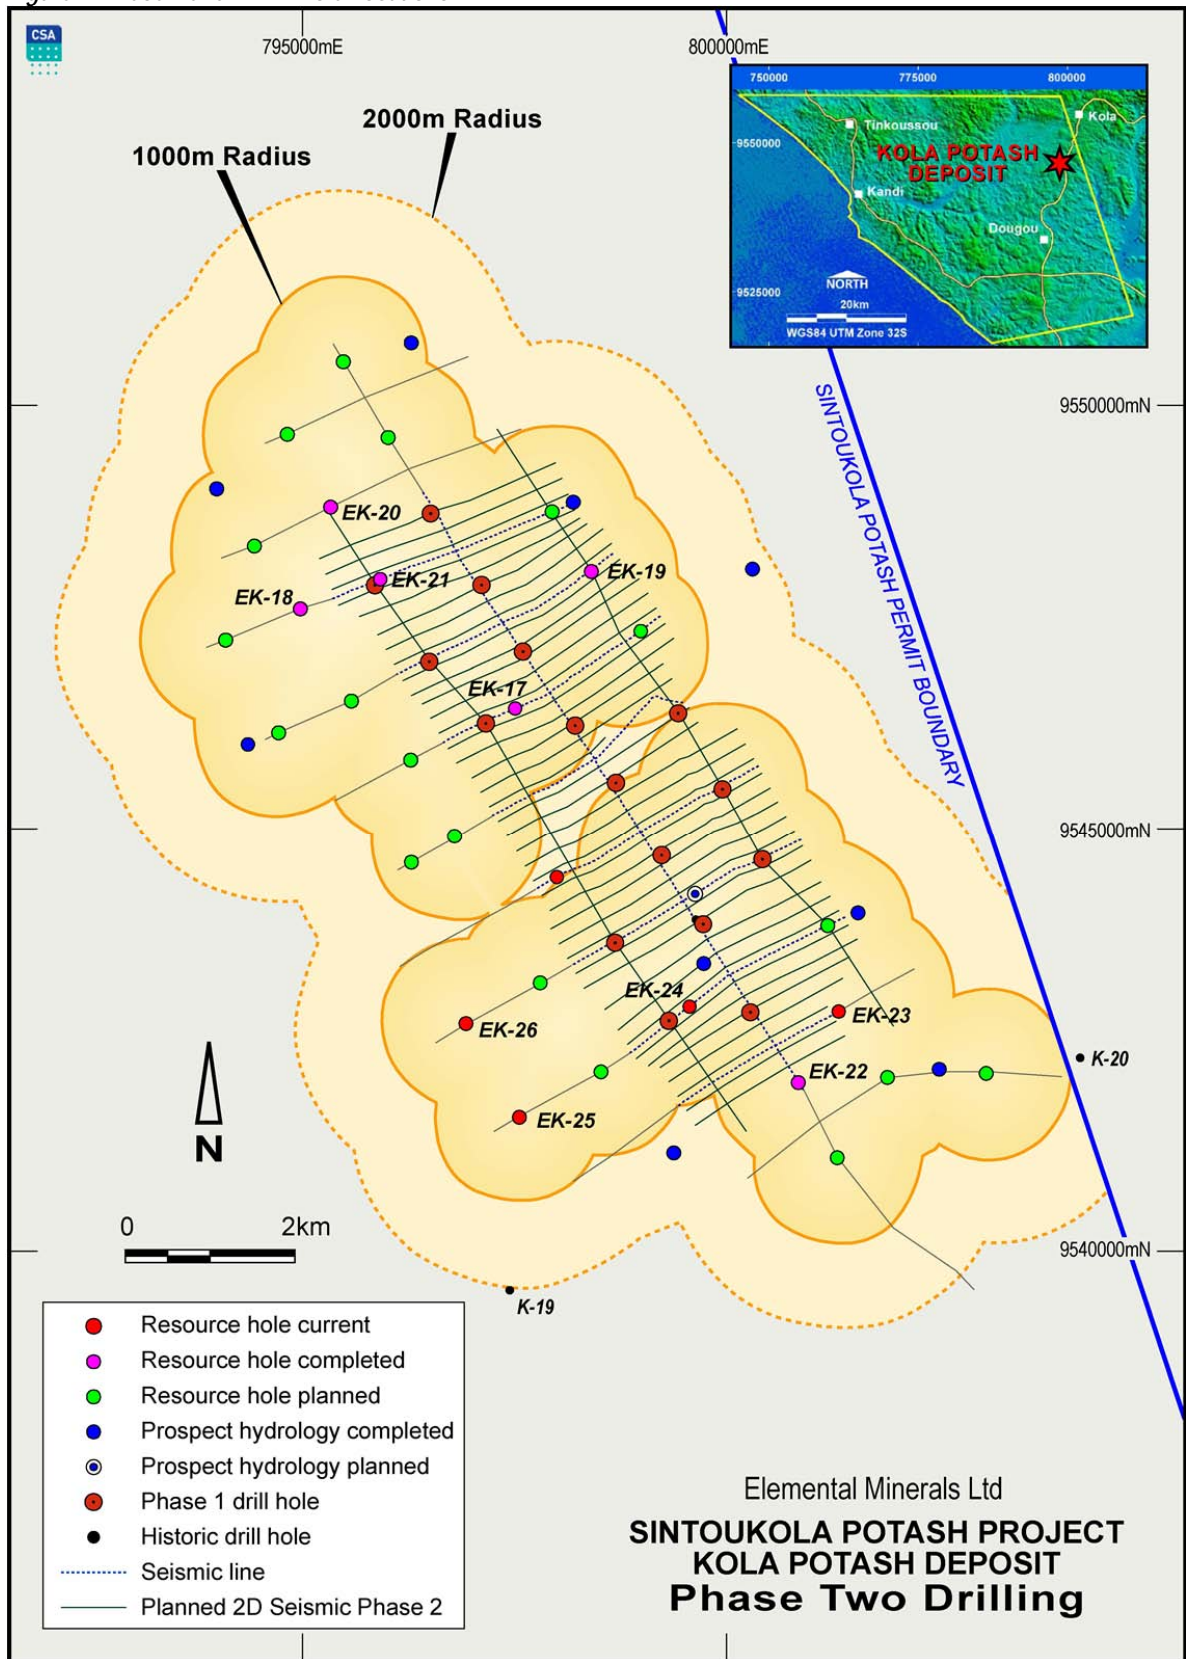 CSA
795000mE
800000mE
2000m Radius
1000m Radius
750000
775000
800000
Tinkoussou
Kola
9550000
KOLA POTASH
DEPOSIT
Kandi
Dougou
NORTH
9525000
20km
WGS84 UTM Zone 32S
SINTOUKOLA POTASH PERMIT BOUNDARY
9550000mN
EK-20
EK-21
EK-19
EK-18
EK-17
9545000mN
EK-24
EK-26
EK-23
K-20
EK-22
EK-25
N
0
2km
9540000mN
K-19
Resource hole current
Resource hole completed
Resource hole planned
Prospect hydrology completed
Prospect hydrology planned
Phase 1 drill hole
Historic drill hole
Seismic line
Planned 2D Seismic Phase 2
Elemental Minerals Ltd
SINTOUKOLA POTASH PROJECT
KOLA POTASH DEPOSIT
Phase Two Drilling